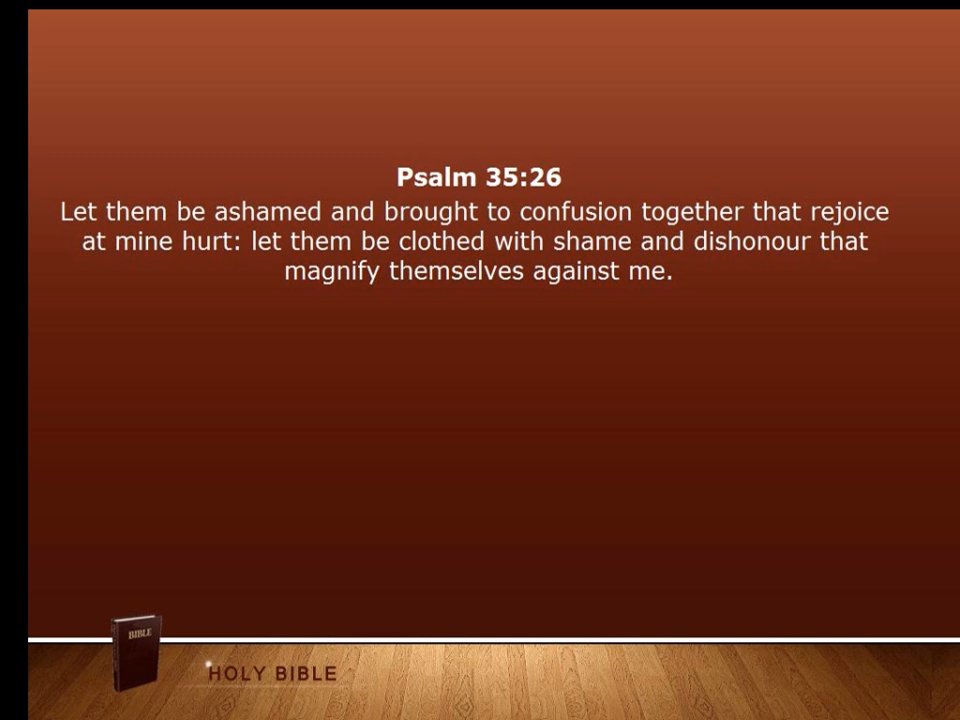 Psalm 35:26
Let them be ashamed and brought to confusion together that rejoice
at mine hurt: let them be clothed with shame and dishonour that
magnify themselves against me.
BIBLE
HOLY BIBLE